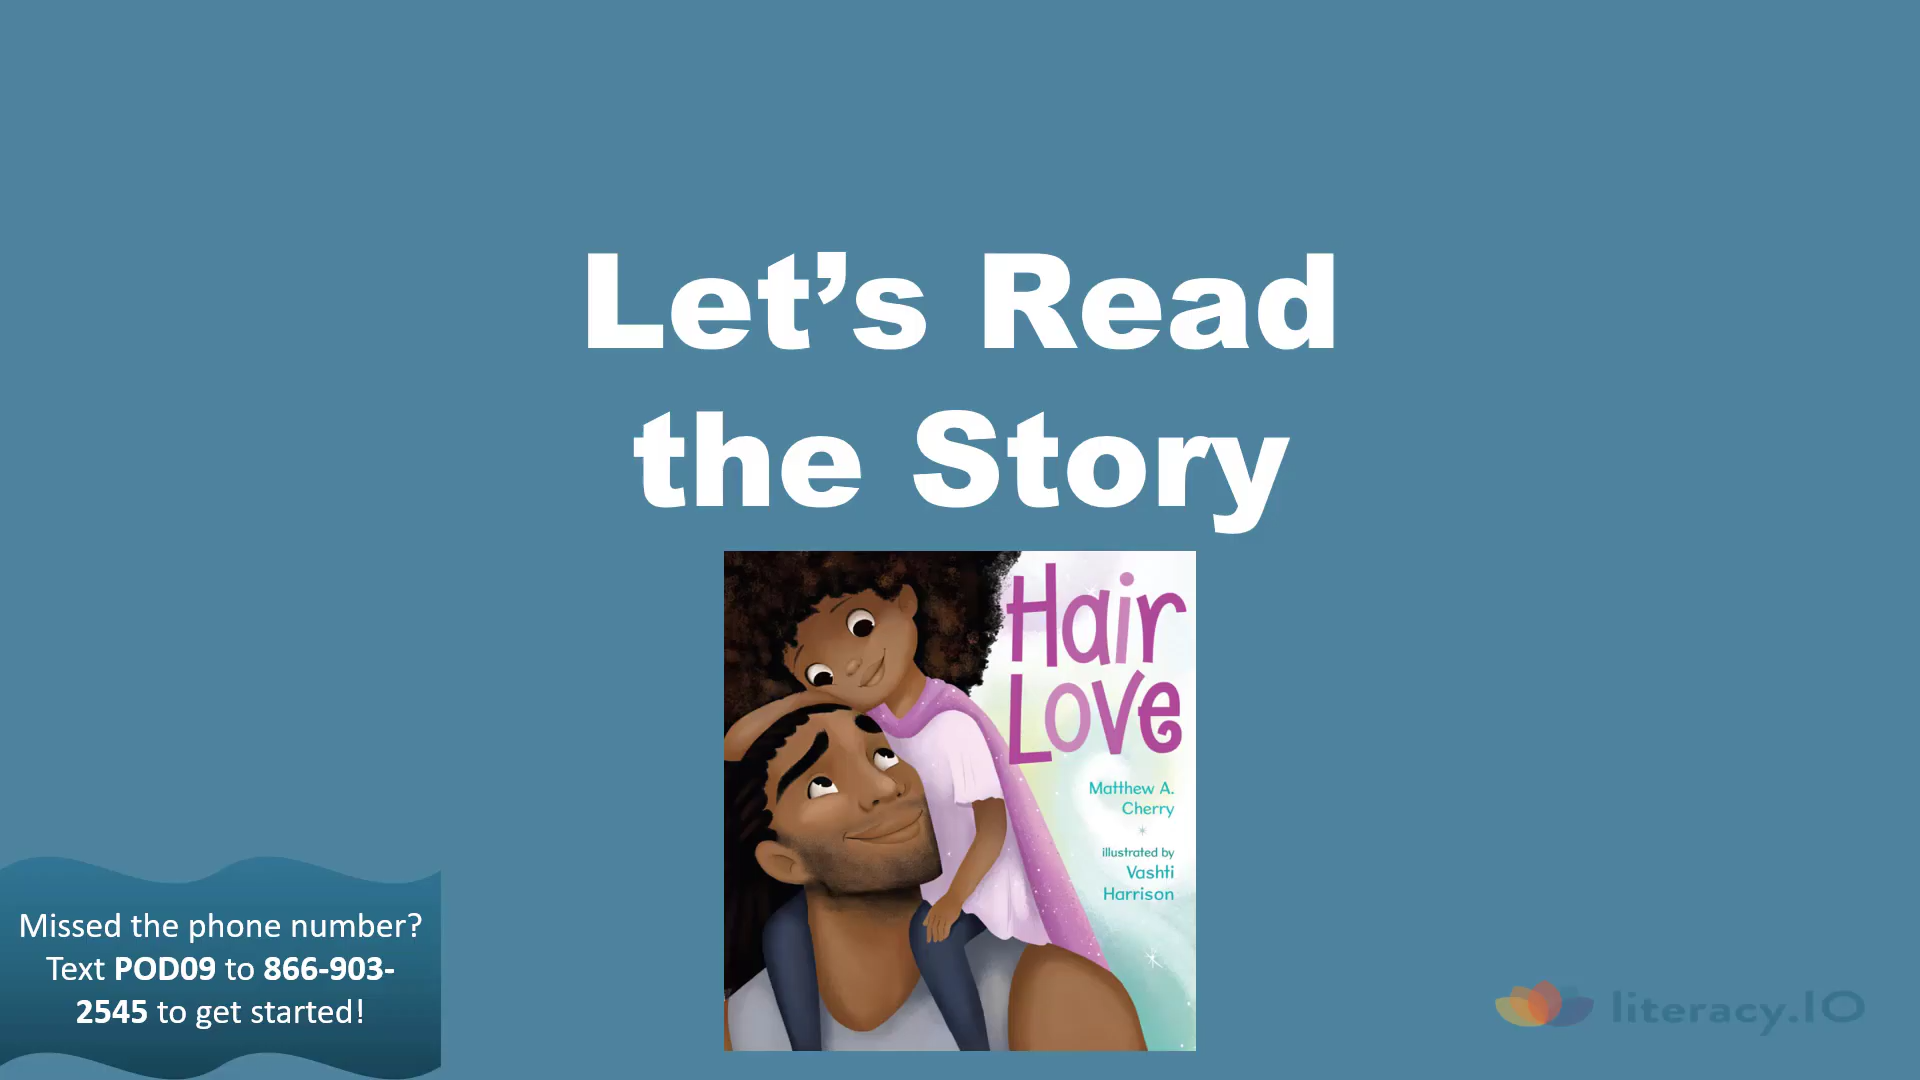 Let’s Read
the Story
Hair
Love
Matthew A.
Cherry
illustrated by
Vashti
Harrison
Missed the phone number?
Text POD09 to 866-903-
2545 to get started!
literacy.IO